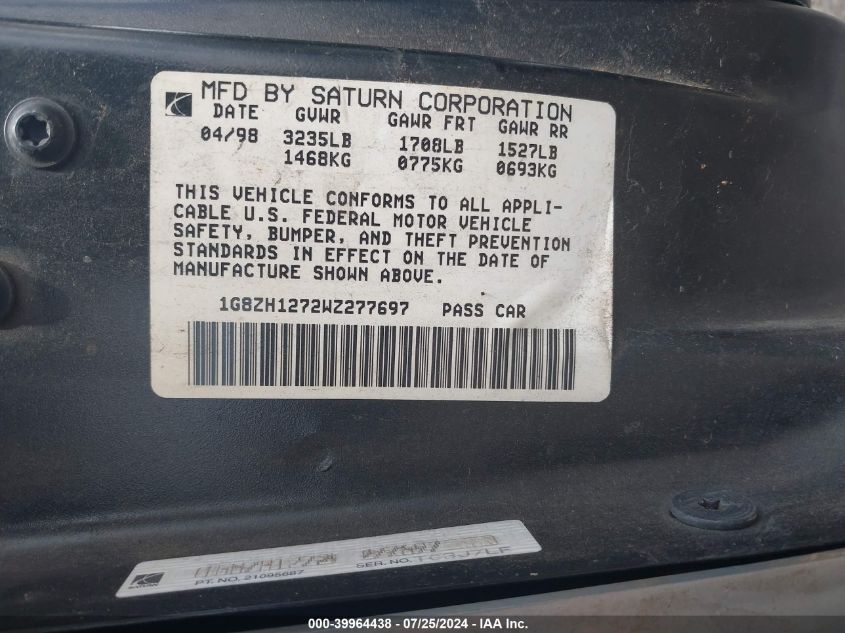 MFD BY SATURN CORPORATION
DATE GVWR GAWR FRT GAWR RR
04/98 3235LB 1708LB 1527LB
1468KG 0775KG 0693KG
THIS VEHICLE CONFORMS TO ALL APPLI-
CABLE U.S. FEDERAL MOTOR VEHICLE
SAFETY, BUMPER, AND THEFT PREVENTION
STANDARDS IN EFFECT ON THE DATE OF
MANUFACTURE SHOWN ABOVE.
1G8ZH1272WZ277697 PASS CAR
SATURN PT. NO. 21095687 SER. NO. TCGJ7LF
000-39964438 - 07/25/2024 - IAA Inc.